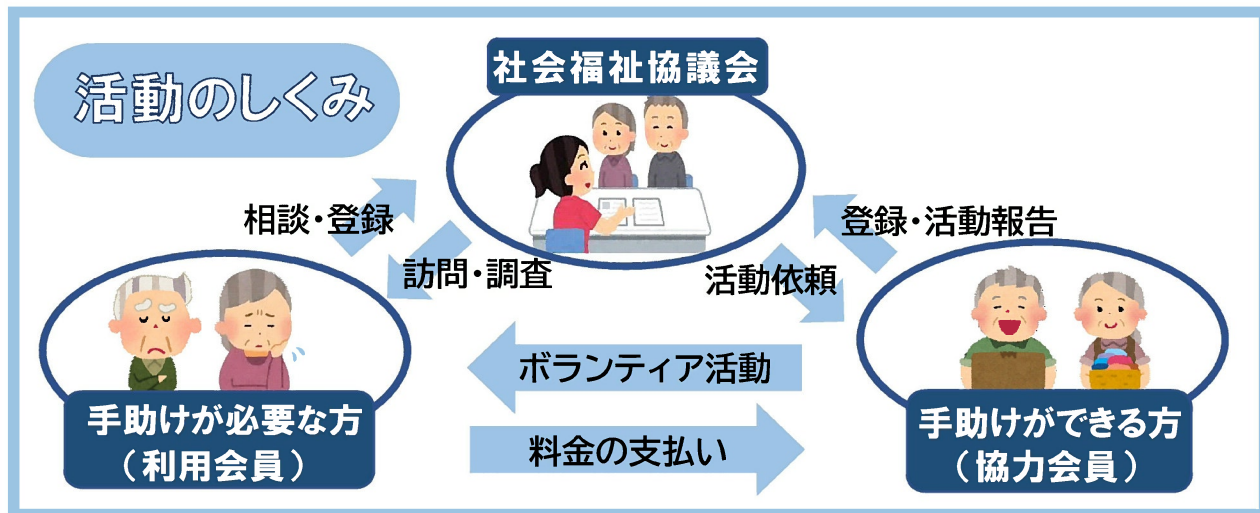 活動のしくみ
社会福祉協議会
相談・登録
訪問・調査
登録・活動報告
活動依頼
ボランティア活動
料金の支払い
手助けが必要な方
（利用会員）
手助けができる方
（協力会員）